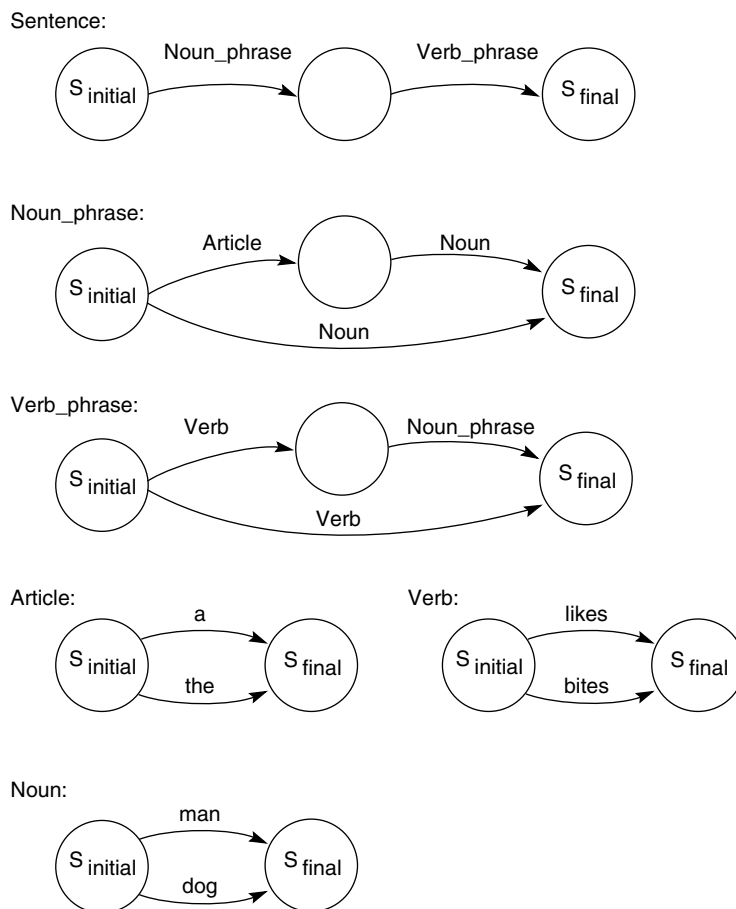 Sentence:
Noun_phrase Verb_phrase
S initial S final
Noun_phrase:
Article Noun
S initial S final
Noun
Verb_phrase:
Verb Noun_phrase
S initial S final
Verb
Article: Verb:
a likes
S initial S final S initial S final
the bites
Noun:
man
S initial S final
dog